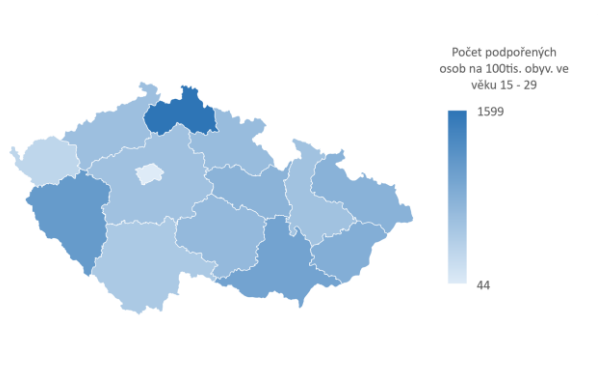 Počet podpořených
osob na 100tis. obyv. ve
věku 15 - 29
1599
44